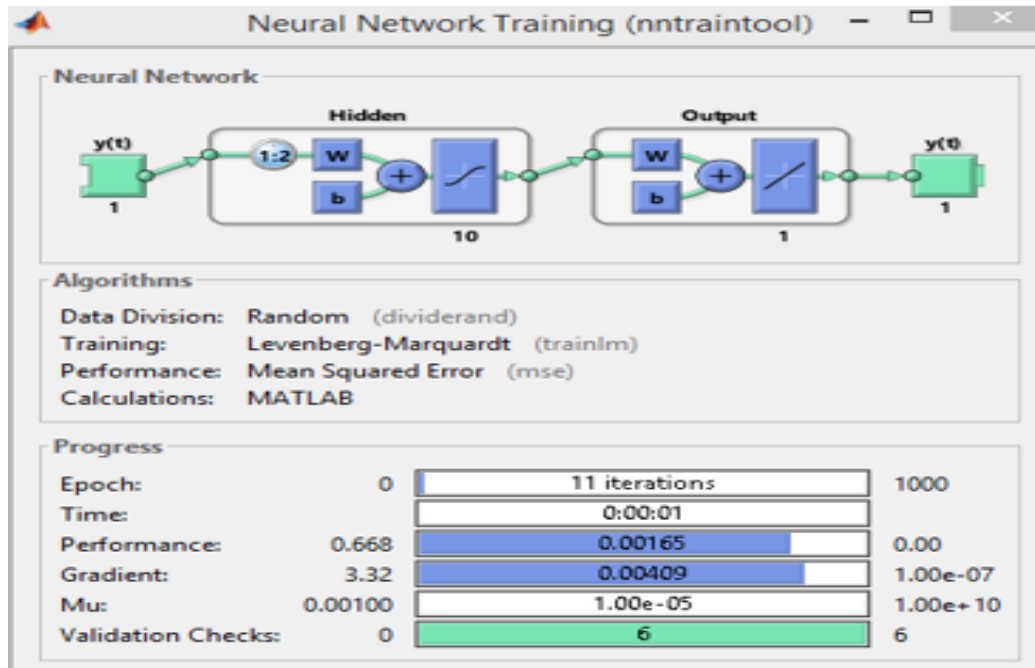 Neural Network Training (nntraintool)
Neural Network
Hidden Output
y(t) 1:2 W b + W b + y(t)
1 10 1 1
Algorithms
Data Division: Random (dividerand)
Training: Levenberg-Marquardt (trainlm)
Performance: Mean Squared Error (mse)
Calculations: MATLAB
Progress
Epoch: 0 11 iterations 1000
Time: 0:00:01
Performance: 0.668 0.00165 0.00
Gradient: 3.32 0.00409 1.00e-07
Mu: 0.00100 1.00e-05 1.00e+10
Validation Checks: 0 6 6